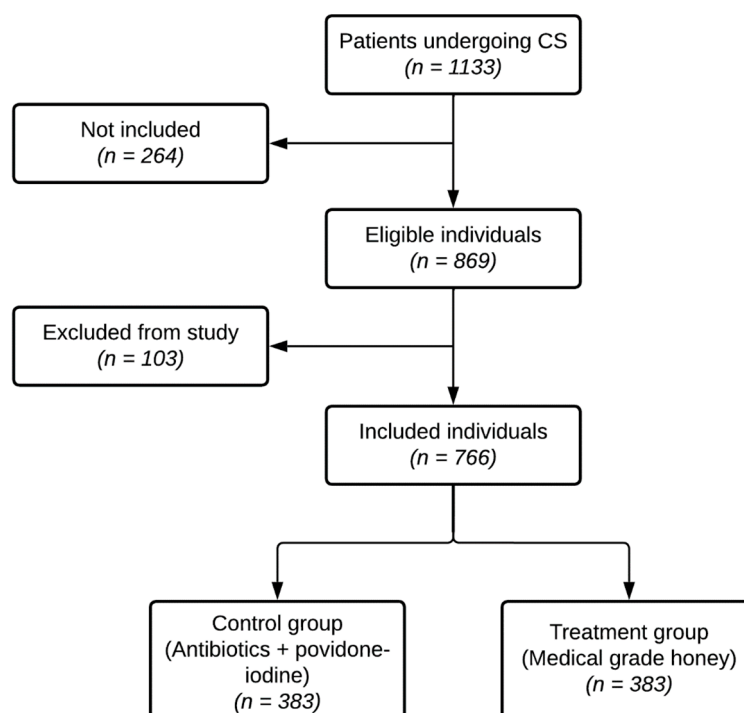 Patients undergoing CS
(n = 1133)
Not included
(n = 264)
Eligible individuals
(n = 869)
Excluded from study
(n = 103)
Included individuals
(n = 766)
Control group
(Antibiotics + povidone-
iodine)
(n = 383)
Treatment group
(Medical grade honey)
(n = 383)